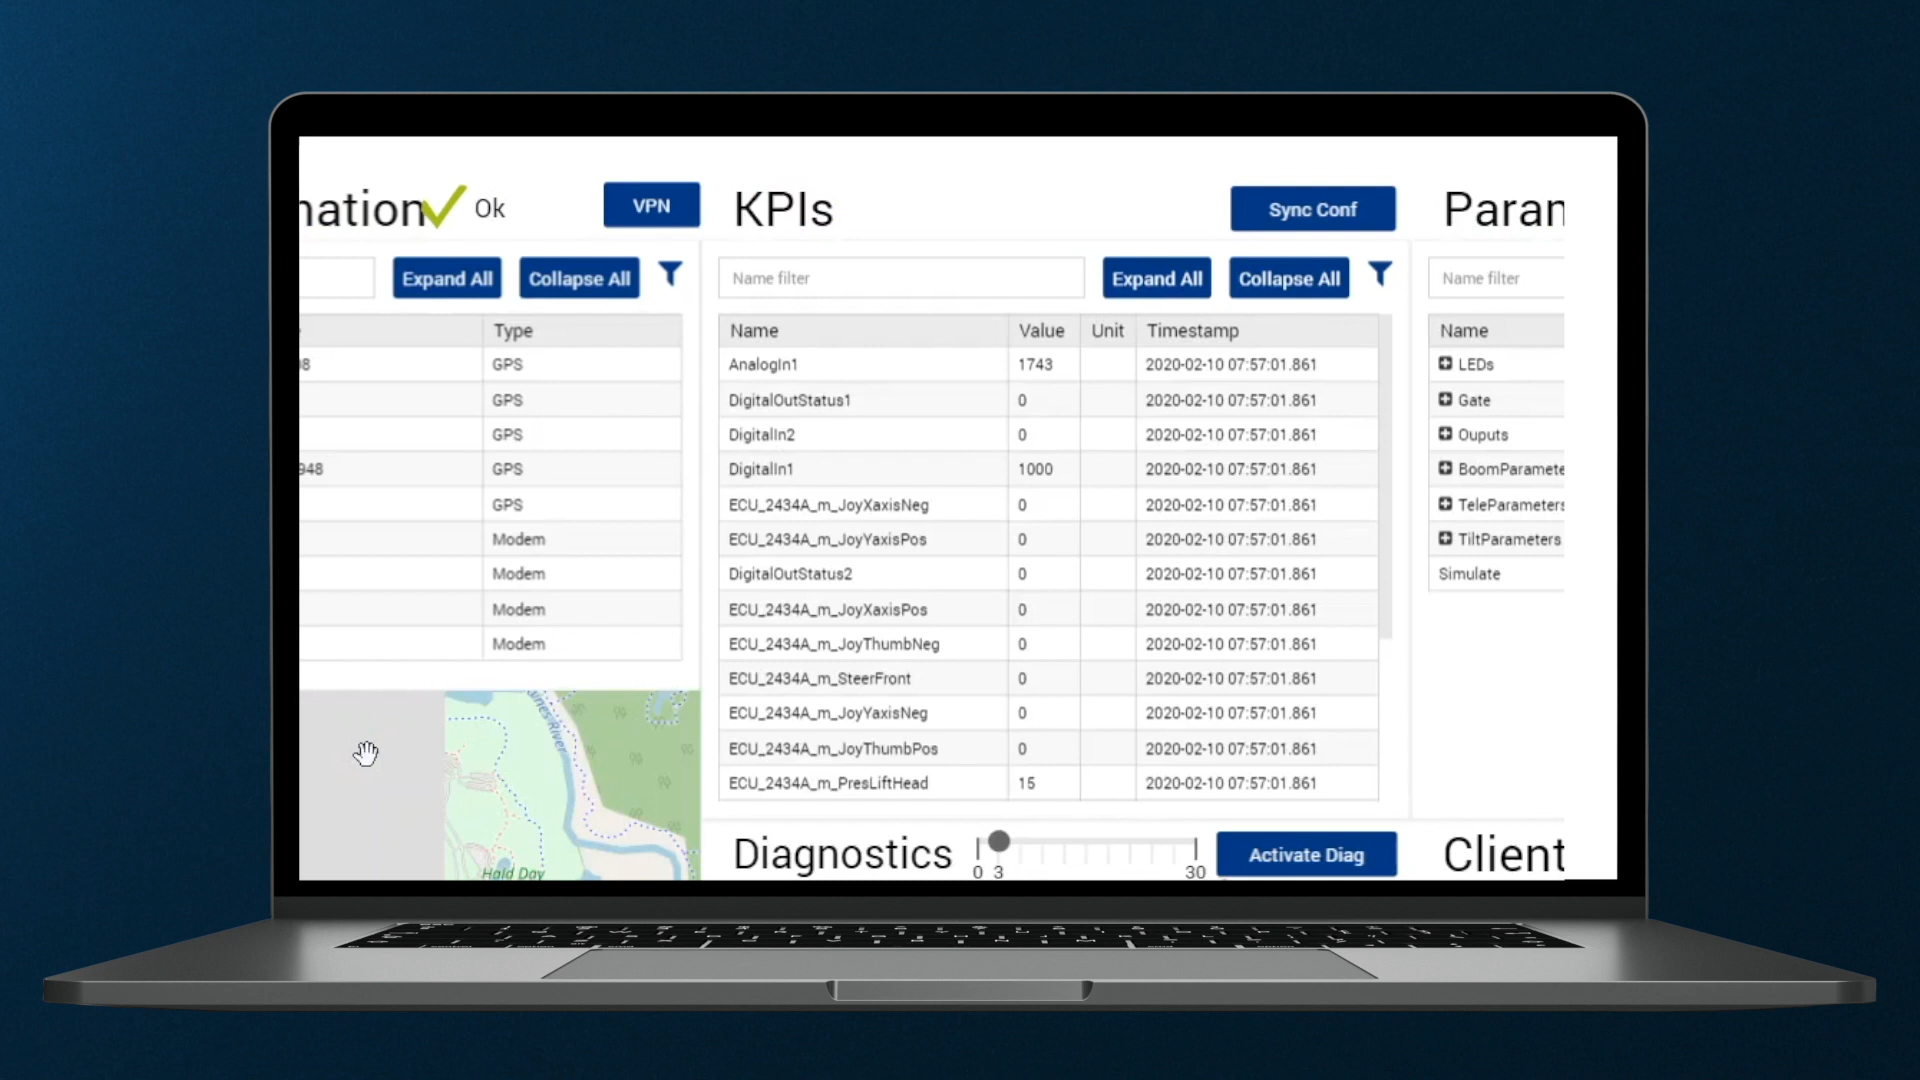 nation Ok VPN
Expand All Collapse All
Type
98 GPS
GPS
GPS
948 GPS
GPS
Modem
Modem
Modem
Modem
Hald Day
KPIs Sync Conf
Name filter Expand All Collapse All
Name Value Unit Timestamp
AnalogIn1 1743 2020-02-10 07:57:01.861
DigitalOutStatus1 0 2020-02-10 07:57:01.861
DigitalIn2 0 2020-02-10 07:57:01.861
DigitalIn1 1000 2020-02-10 07:57:01.861
ECU_2434A_m_JoyXaxisNeg 0 2020-02-10 07:57:01.861
ECU_2434A_m_JoyYaxisPos 0 2020-02-10 07:57:01.861
DigitalOutStatus2 0 2020-02-10 07:57:01.861
ECU_2434A_m_JoyXaxisPos 0 2020-02-10 07:57:01.861
ECU_2434A_m_JoyThumbNeg 0 2020-02-10 07:57:01.861
ECU_2434A_m_SteerFront 0 2020-02-10 07:57:01.861
ECU_2434A_m_JoyYaxisNeg 0 2020-02-10 07:57:01.861
ECU_2434A_m_JoyThumbPos 0 2020-02-10 07:57:01.861
ECU_2434A_m_PresLiftHead 15 2020-02-10 07:57:01.861
Diagnostics 0 3 30 Activate Diag
Param
Name filter
Name
LEDs
Gate
Ouputs
BoomParamete
TeleParameters
TiltParameters
Simulate
Client